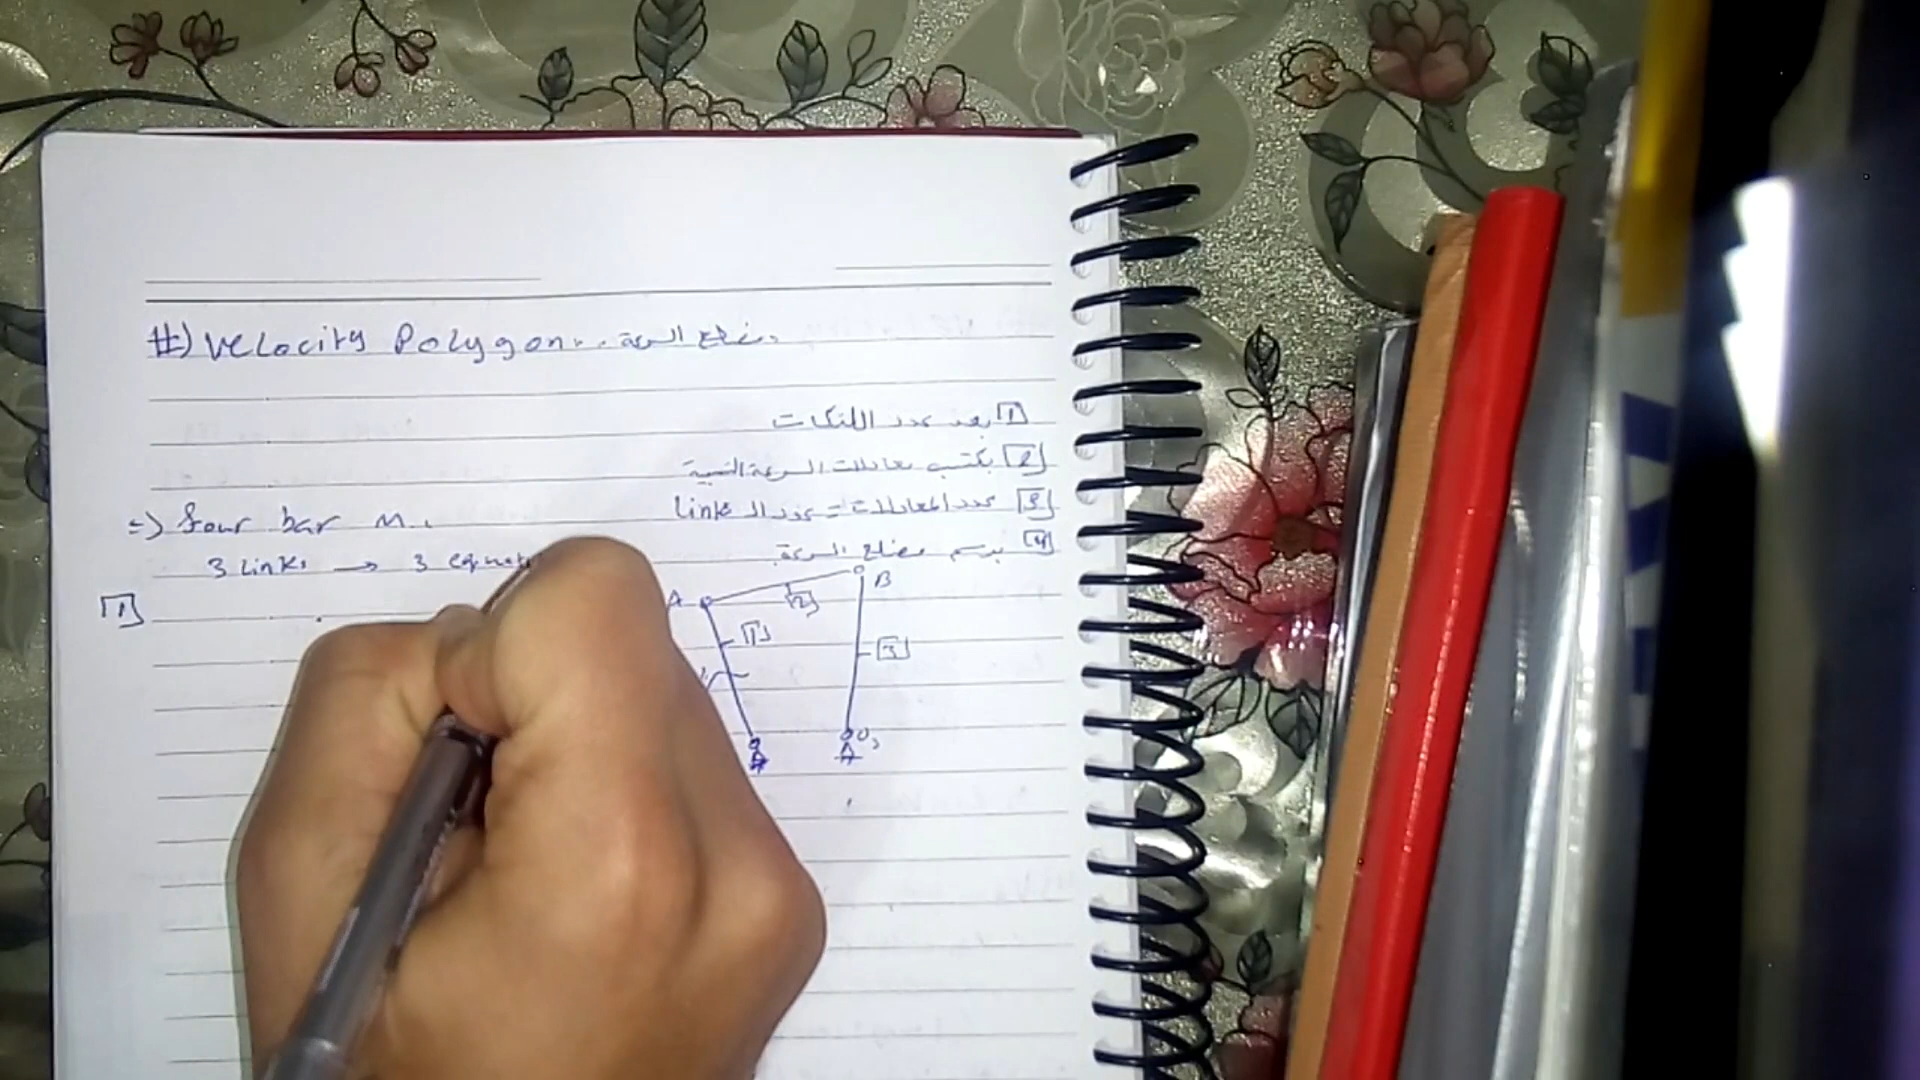 #) Velocity Polygon.. مضلع السرعة.
1 بعد عدد اللنكات
2 بكتب معادلات السرعة النسبية
3 عدد المعادلات = عدد الـ Link
=> four bar M.
4 برسم مضلع السرعة.
3 Links → 3 equat
1
A
B
2
1
3
O3